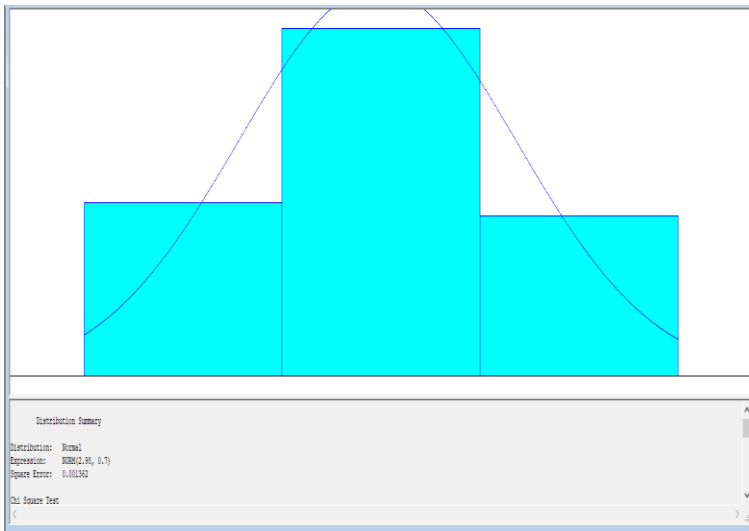 Distribution Summary
Distribution: Normal
Expression: NORM(2.98, 0.7)
Square Error: 0.001362
Chi Square Test